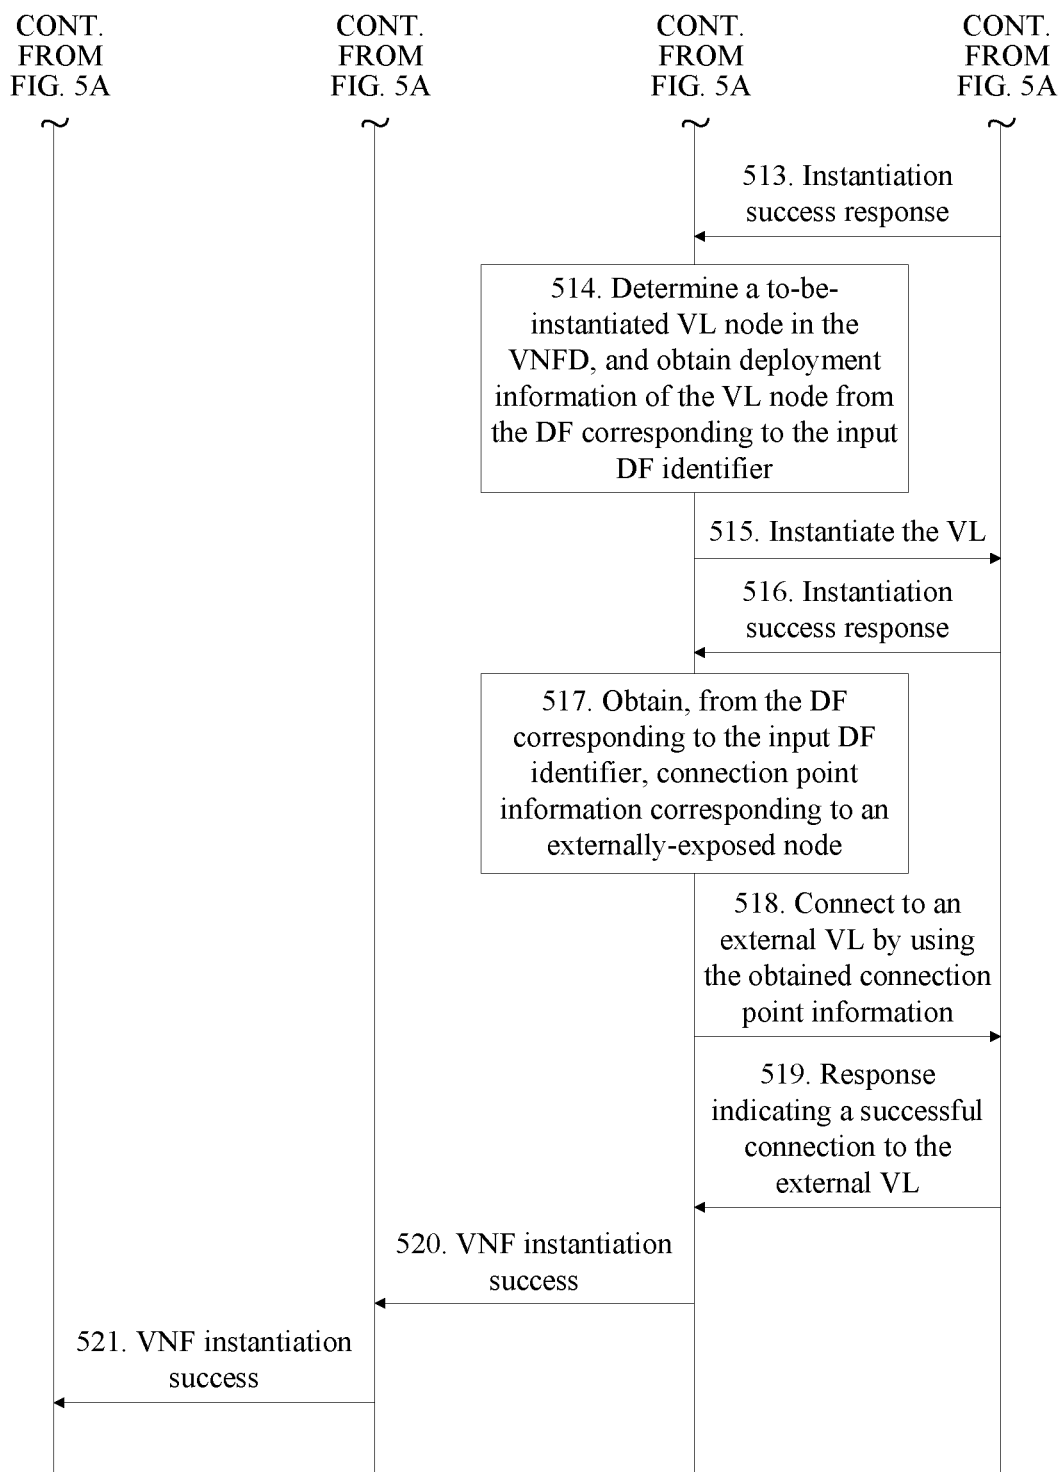 CONT.
FROM
FIG. 5A
CONT.
FROM
FIG. 5A
CONT.
FROM
FIG. 5A
CONT.
FROM
FIG. 5A
513. Instantiation
success response
514. Determine a to-be-
instantiated VL node in the
VNFD, and obtain deployment
information of the VL node from
the DF corresponding to the input
DF identifier
515. Instantiate the VL
516. Instantiation
success response
517. Obtain, from the DF
corresponding to the input DF
identifier, connection point
information corresponding to an
externally-exposed node
518. Connect to an
external VL by using
the obtained connection
point information
519. Response
indicating a successful
connection to the
external VL
520. VNF instantiation
success
521. VNF instantiation
success